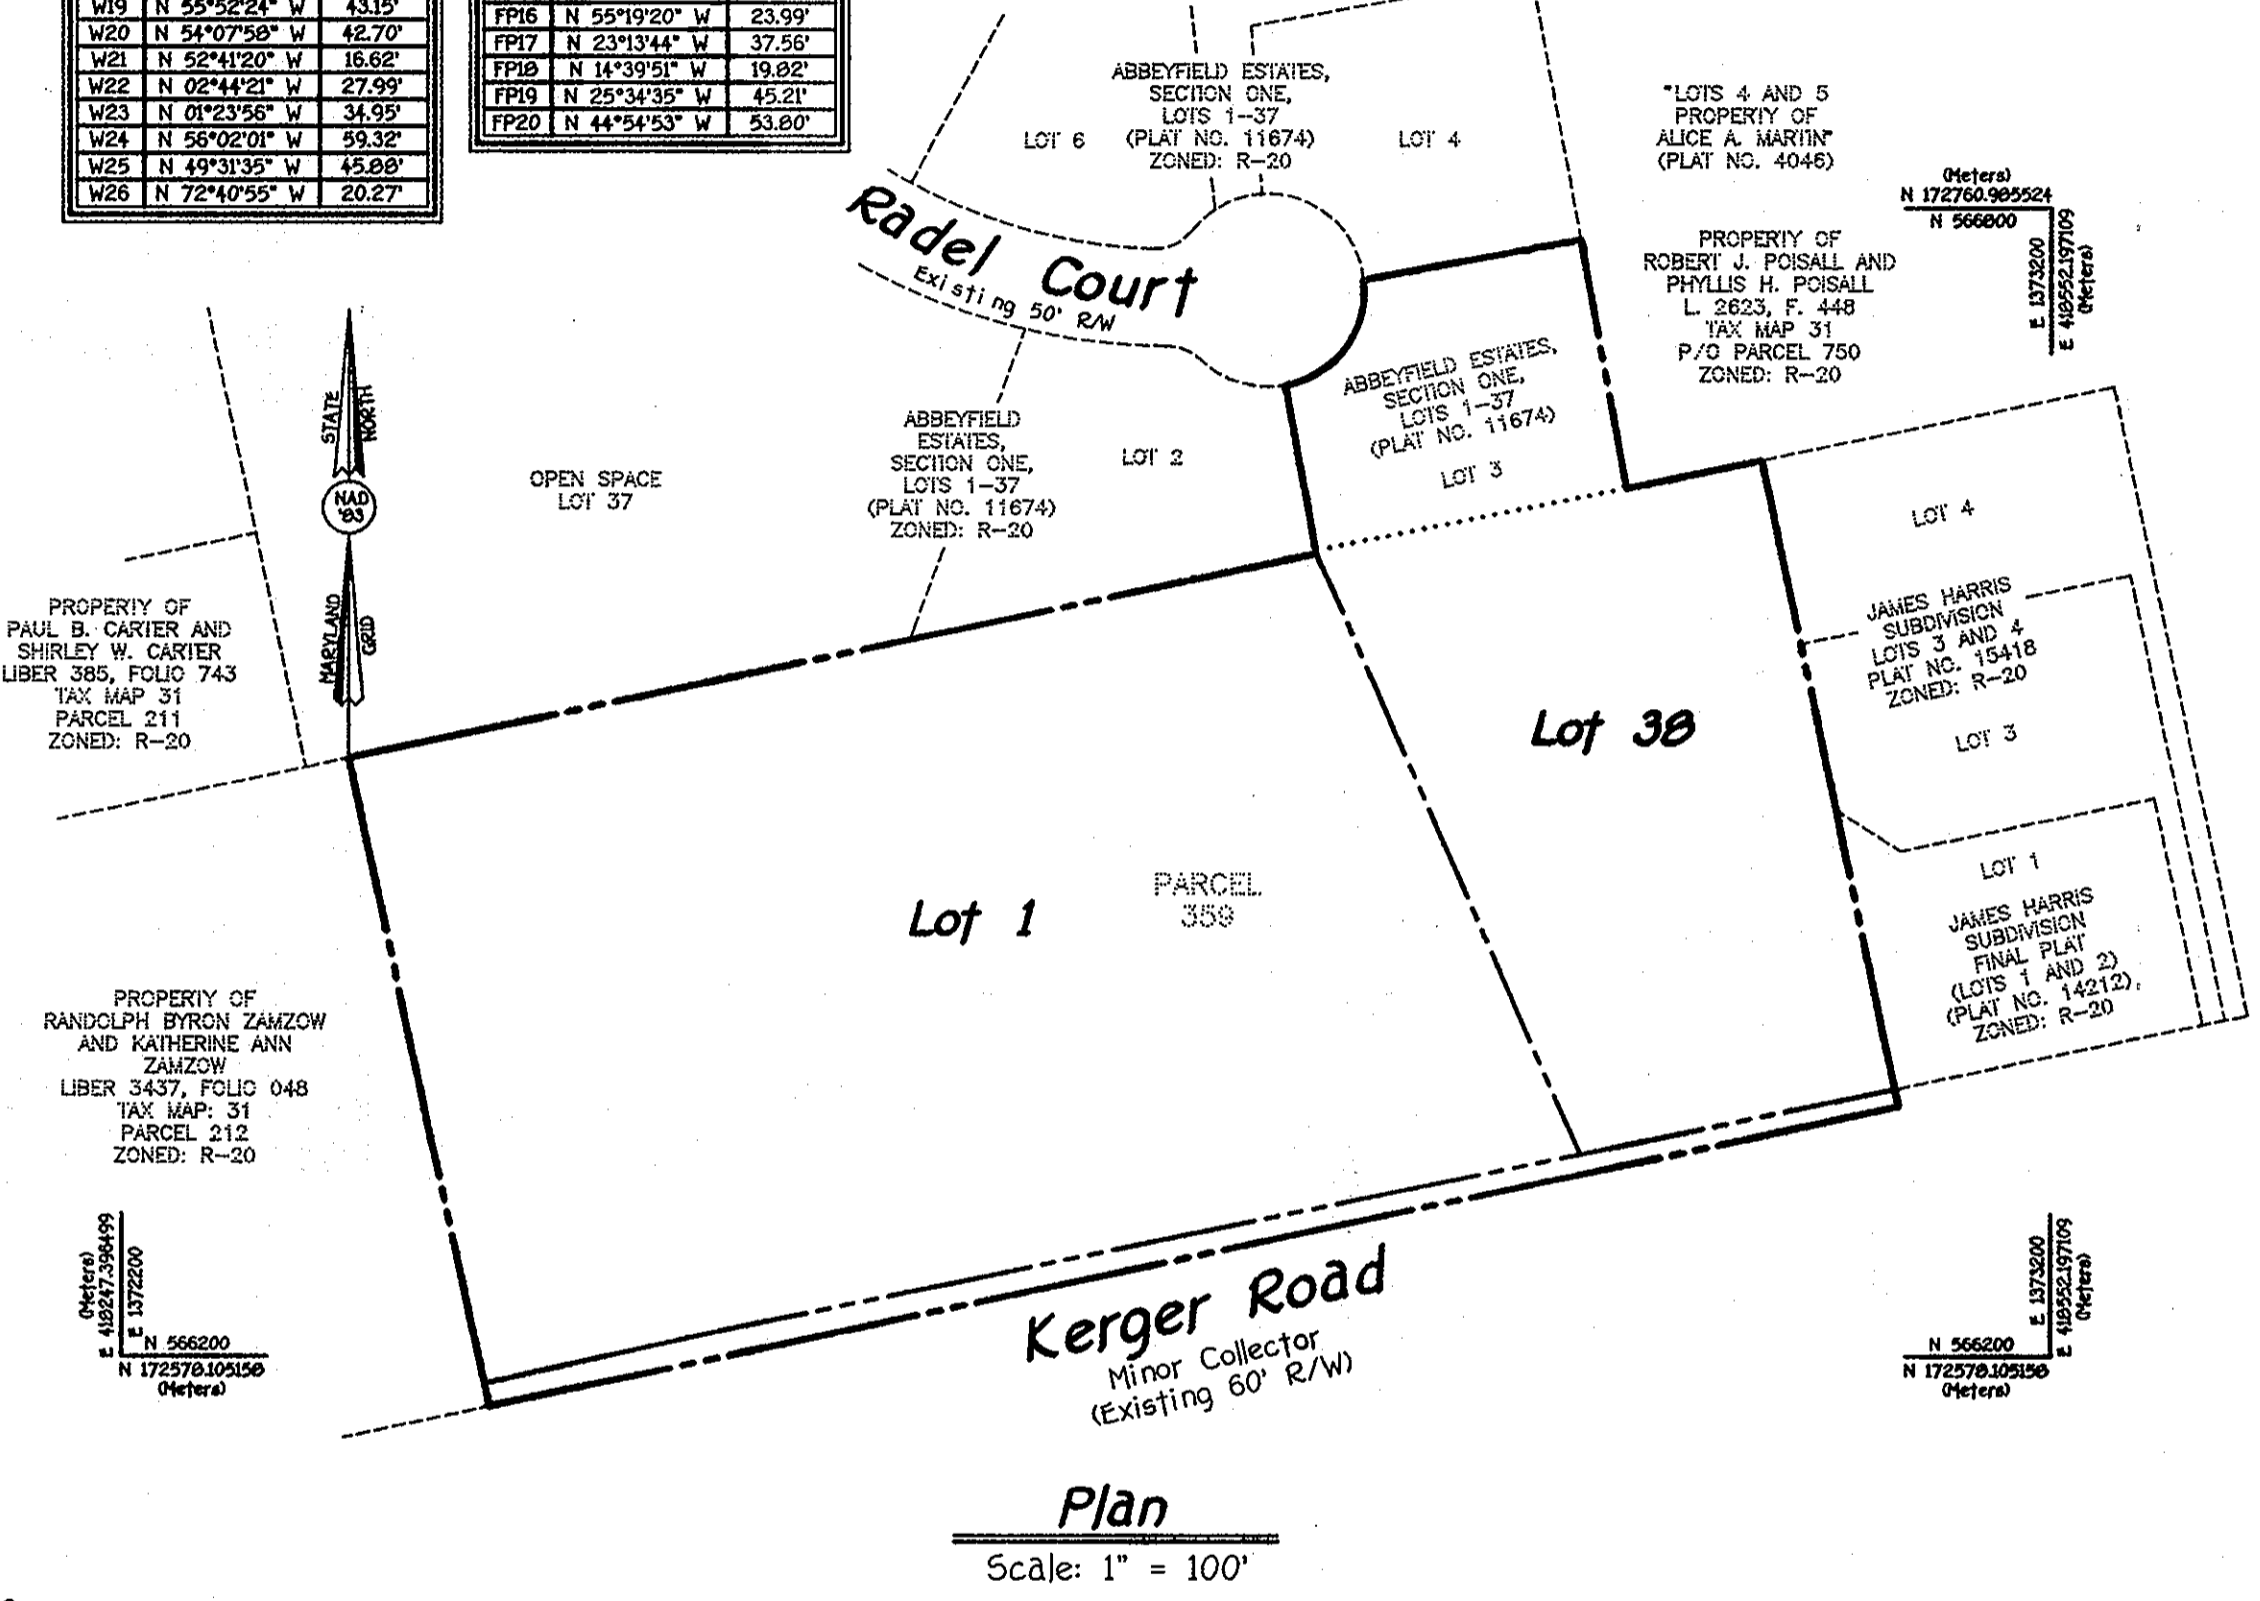 W19 N 55°52'24" W 43.15'
W20 N 54°07'58" W 42.70'
W21 N 52°41'20" W 16.62'
W22 N 02°44'21" W 27.99'
W23 N 01°23'56" W 34.95'
W24 N 56°02'01" W 59.32'
W25 N 49°31'35" W 45.88'
W26 N 72°40'55" W 20.27'
FP16 N 55°19'20" W 23.99'
FP17 N 23°13'44" W 37.56'
FP18 N 14°39'51" W 19.82'
FP19 N 25°34'35" W 45.21'
FP20 N 44°54'53" W 53.80'
LOT 6
ABBEYFIELD ESTATES,
SECTION ONE,
LOTS 1-37
(PLAT NO. 11674)
ZONED: R-20
LOT 4
"LOTS 4 AND 5
PROPERTY OF
ALICE A. MARTIN"
(PLAT NO. 4046)
(Meters)
N 172760.985524
N 566800
E 1373200
E 418552.197109
(Meters)
PROPERTY OF
ROBERT J. POISALL AND
PHYLLIS H. POISALL
L. 2623, F. 448
TAX MAP 31
P/O PARCEL 750
ZONED: R-20
Radel Court
Existing 50' R/W
STATE
NORTH
NAD
'83
MARYLAND
GRID
OPEN SPACE
LOT 37
ABBEYFIELD
ESTATES,
SECTION ONE,
LOTS 1-37
(PLAT NO. 11674)
ZONED: R-20
LOT 2
ABBEYFIELD ESTATES,
SECTION ONE,
LOTS 1-37
(PLAT NO. 11674)
LOT 3
LOT 4
JAMES HARRIS
SUBDIVISION
LOTS 3 AND 4
PLAT NO. 15418
ZONED: R-20
LOT 3
PROPERTY OF
PAUL B. CARTER AND
SHIRLEY W. CARTER
LIBER 385, FOLIO 743
TAX MAP 31
PARCEL 211
ZONED: R-20
Lot 38
Lot 1
PARCEL
359
LOT 1
JAMES HARRIS
SUBDIVISION
FINAL PLAT
(LOTS 1 AND 2)
(PLAT NO. 14212)
ZONED: R-20
PROPERTY OF
RANDOLPH BYRON ZAMZOW
AND KATHERINE ANN
ZAMZOW
LIBER 3437, FOLIO 048
TAX MAP: 31
PARCEL 212
ZONED: R-20
(Meters)
E 418247.396499
E 1372200
N 566200
N 172578.105158
(Meters)
Kerger Road
Minor Collector
(Existing 60' R/W)
E 1373200
E 418552.197109
(Meters)
N 566200
N 172578.105158
(Meters)
Plan
Scale: 1" = 100'